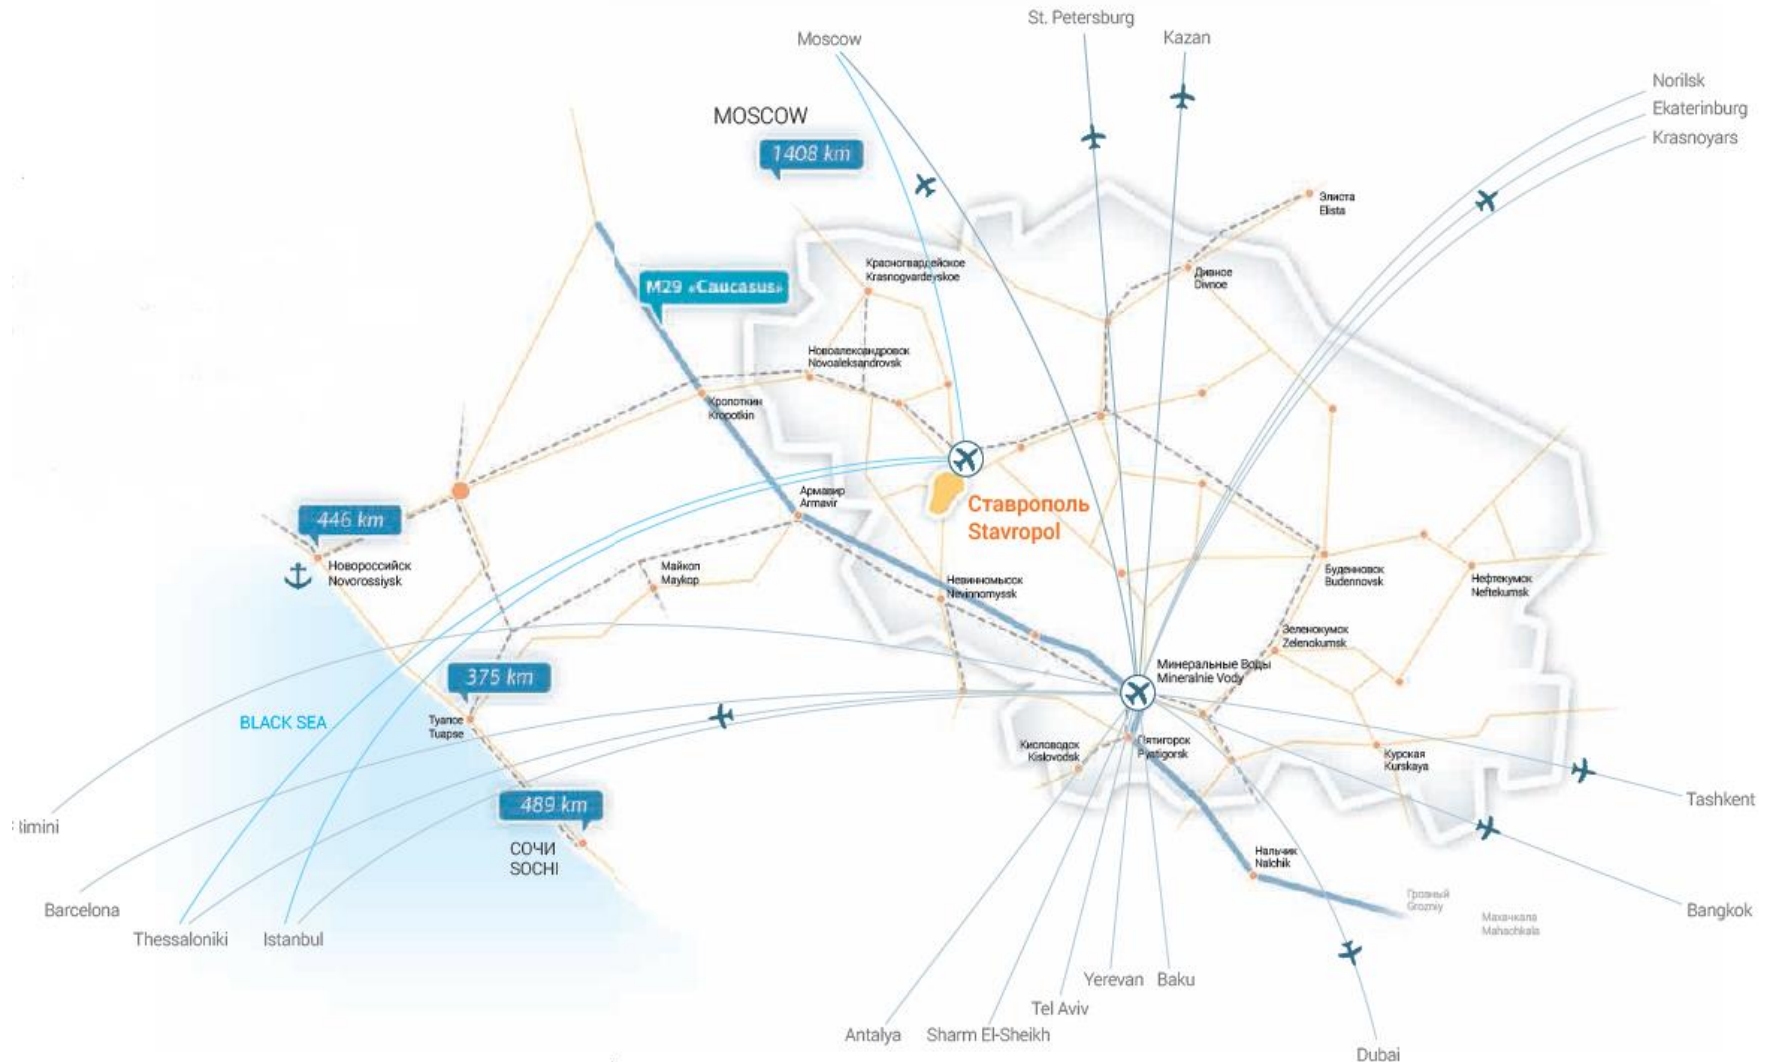 St. Petersburg
Moscow
Kazan
Norilsk
Ekaterinburg
Krasnoyars
MOSCOW
1408 km
Элиста
Elista
Красногвардейское
Krasnogvardeyskoe
Дивное
Divnoe
M29 «Caucasus»
Новоалександровск
Novoaleksandrovsk
Кропоткин
Kropotkin
Армавир
Armavir
Ставрополь
Stavropol
446 km
Новороссийск
Novorossiysk
Майкоп
Maykop
Невинномысск
Nevinnomyssk
Буденновск
Budennovsk
Нефтекумск
Neftekumsk
Зеленокумск
Zelenokumsk
Минеральные Воды
Mineralnie Vody
375 km
BLACK SEA
Туапсе
Tuapse
Кисловодск
Kislovodsk
Пятигорск
Pyatigorsk
Курская
Kurskaya
Tashkent
489 km
СОЧИ
SOCHI
Rimini
Нальчик
Nalchik
Грозный
Grozniy
Махачкала
Mahachkala
Barcelona
Bangkok
Thessaloniki
Istanbul
Yerevan
Baku
Tel Aviv
Antalya
Sharm El-Sheikh
Dubai